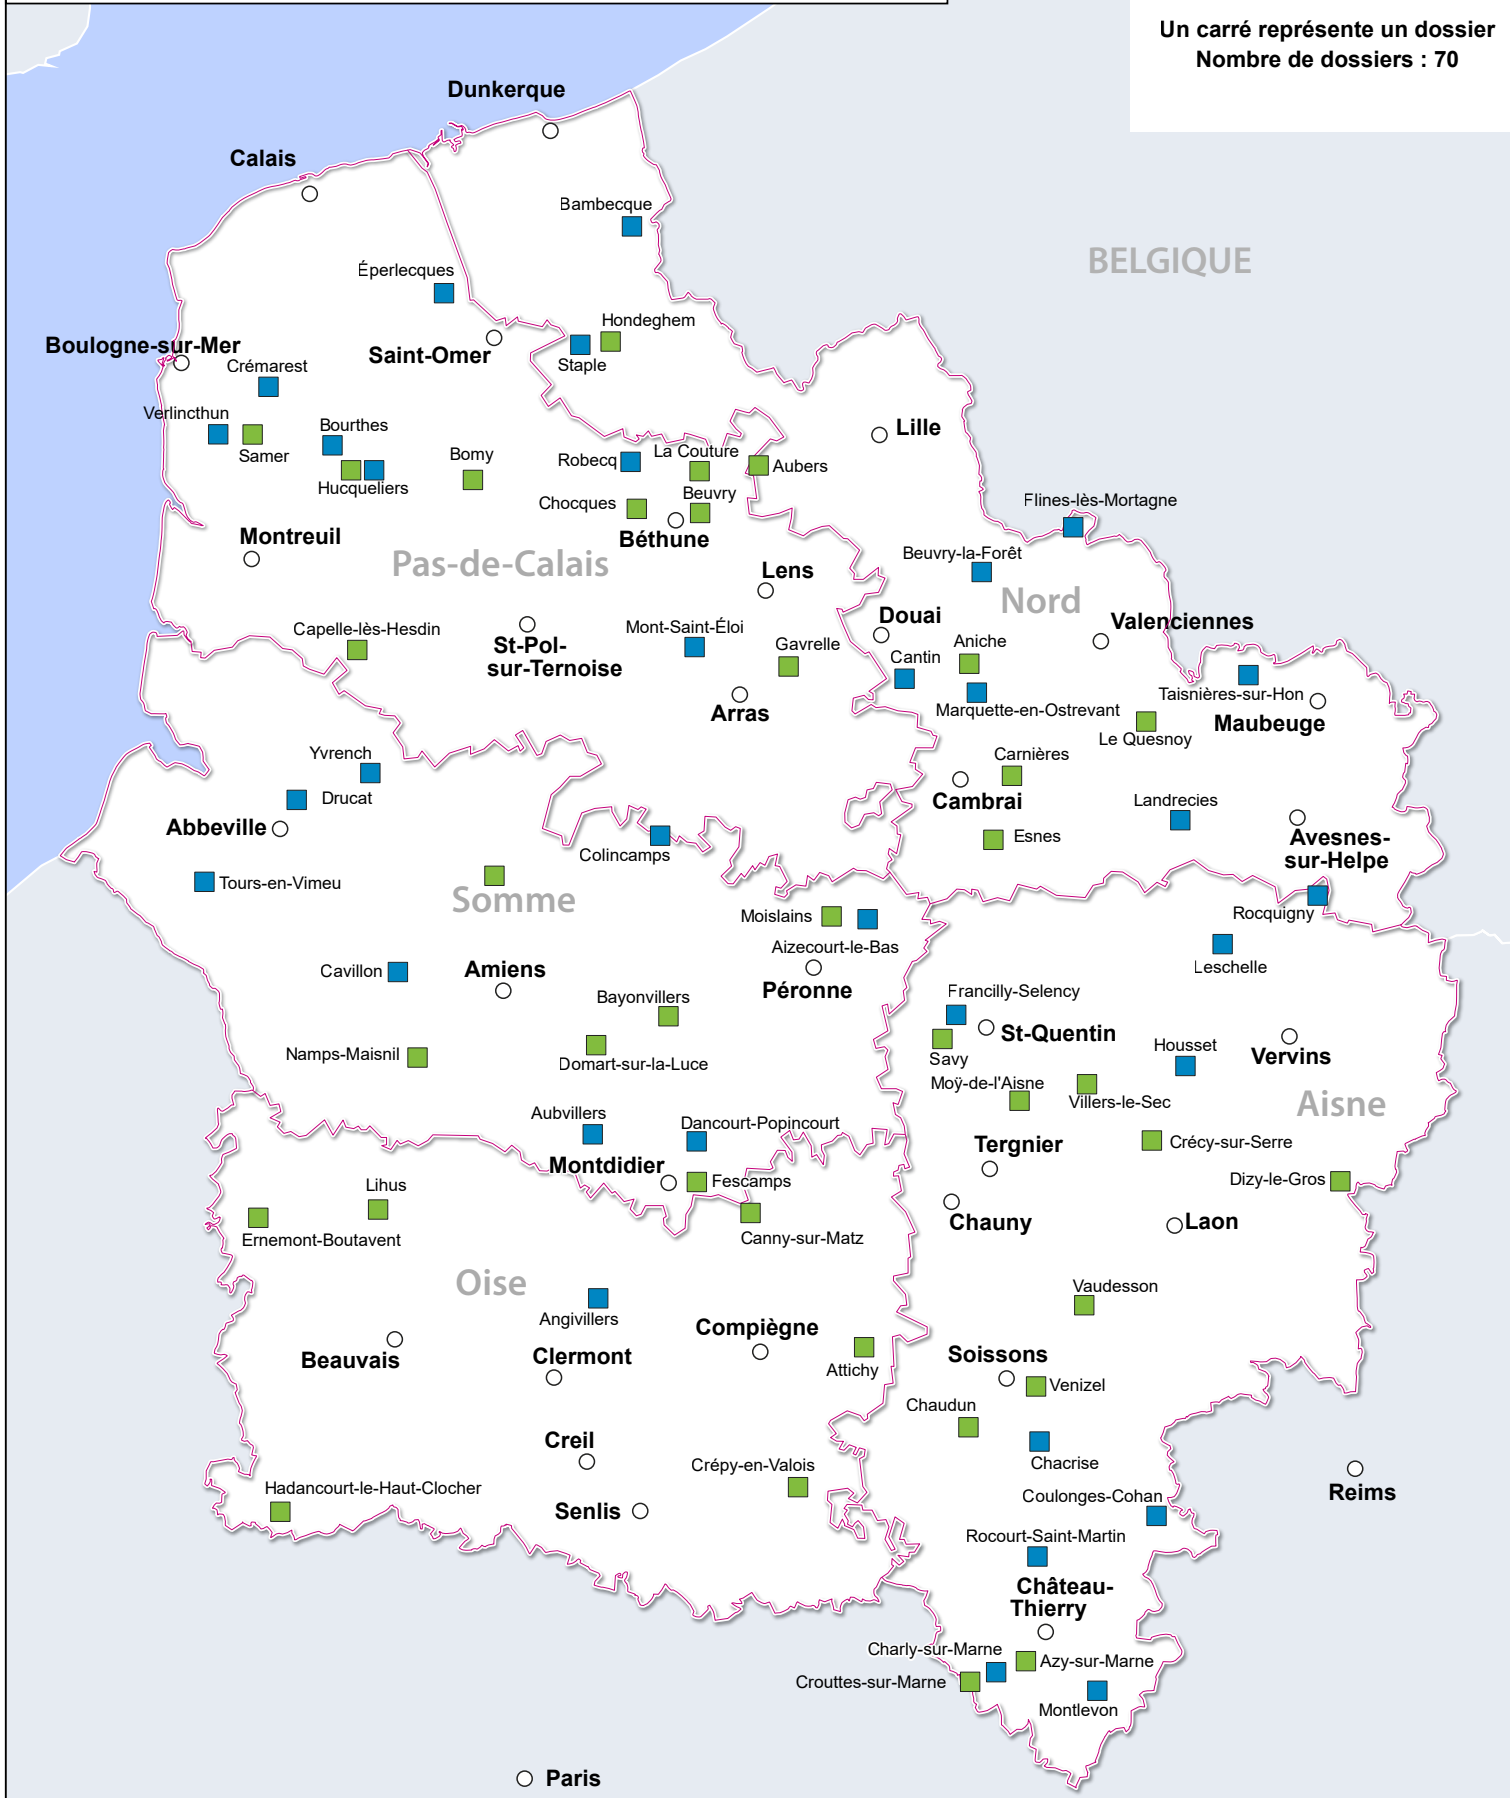 Un carré représente un dossier
Nombre de dossiers : 70
Dunkerque
Calais
Bambecque
BELGIQUE
Éperlecques
Hondeghem
Boulogne-sur-Mer
Saint-Omer
Staple
Crémarest
Verlincthun
Bourthes
Lille
Samer
Bomy
La Couture
Robecq
Aubers
Hucqueliers
Beuvry
Chocques
Flines-lès-Mortagne
Montreuil
Béthune
Pas-de-Calais
Beuvry-la-Forêt
Lens
Nord
Douai
Valenciennes
Capelle-lès-Hesdin
Mont-Saint-Éloi
St-Pol-
sur-Ternoise
Gavrelle
Aniche
Cantin
Taisnières-sur-Hon
Arras
Marquette-en-Ostrevant
Maubeuge
Le Quesnoy
Yvrench
Carnières
Drucat
Cambrai
Landrecies
Abbeville
Esnes
Avesnes-
sur-Helpe
Colincamps
Tours-en-Vimeu
Somme
Moislains
Rocquigny
Aizecourt-le-Bas
Cavillon
Amiens
Leschelle
Péronne
Francilly-Selency
Bayonvillers
St-Quentin
Namps-Maisnil
Domart-sur-la-Luce
Savy
Housset
Vervins
Moÿ-de-l'Aisne
Villers-le-Sec
Aisne
Aubvillers
Dancourt-Popincourt
Tergnier
Crécy-sur-Serre
Montdidier
Fescamps
Dizy-le-Gros
Lihus
Chauny
Laon
Ernemont-Boutavent
Canny-sur-Matz
Oise
Vaudesson
Angivillers
Compiègne
Beauvais
Clermont
Attichy
Soissons
Venizel
Chaudun
Creil
Chacrise
Crépy-en-Valois
Hadancourt-le-Haut-Clocher
Reims
Coulonges-Cohan
Senlis
Rocourt-Saint-Martin
Château-
Thierry
Charly-sur-Marne
Azy-sur-Marne
Crouttes-sur-Marne
Montlevon
Paris